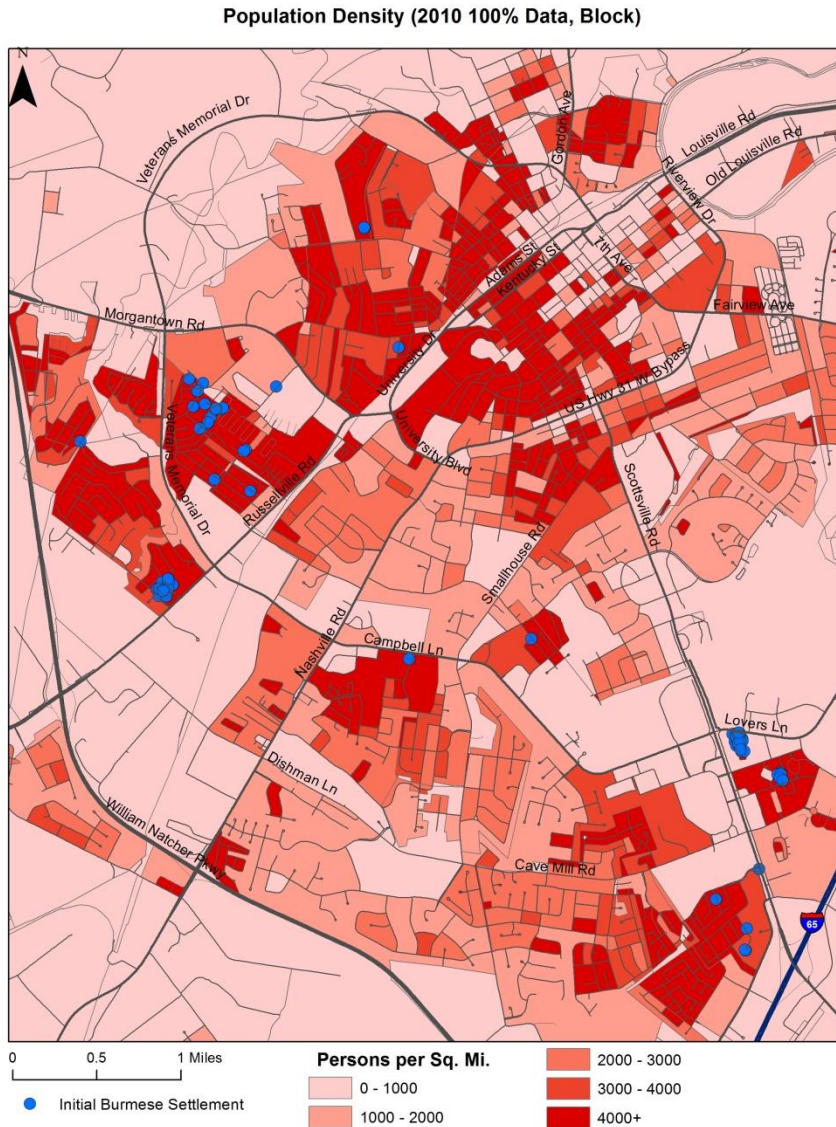 Population Density (2010 100% Data, Block)
N
Veterans Memorial Dr
Gordon Ave
Louisville Rd
Old Louisville Rd
Riverview Dr
7th Ave
Adams St
Kentucky St
Fairview Ave
Morgantown Rd
University Dr
US Hwy 31 W-Bypass
University Blvd
Veterans Memorial Dr
Russellville Rd
Scottsville Rd
Smallhouse Rd
Nashville Rd
Campbell Ln
Lovers Ln
Dishman Ln
William Natcher Pkwy
Cave Mill Rd
65
0 0.5 1 Miles
Initial Burmese Settlement
Persons per Sq. Mi.
0 - 1000
1000 - 2000
2000 - 3000
3000 - 4000
4000+